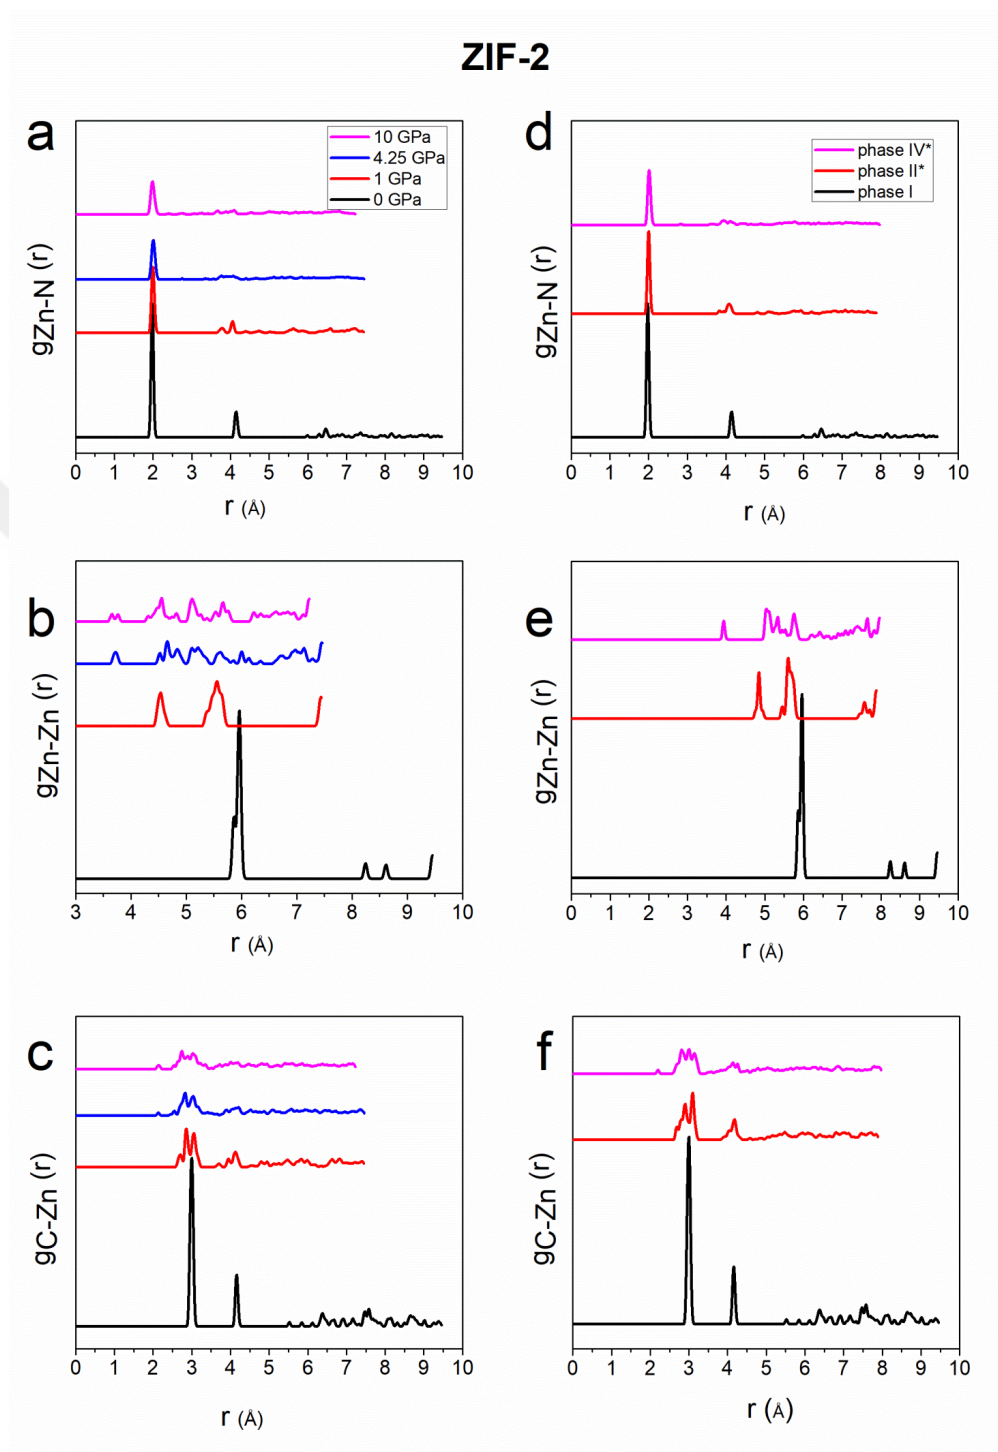 ZIF-2
a
10 GPa
4.25 GPa
1 GPa
0 GPa
gZn-N (r)
0 1 2 3 4 5 6 7 8 9 10
r (Å)
d
phase IV*
phase II*
phase I
gZn-N (r)
0 1 2 3 4 5 6 7 8 9 10
r (Å)
b
gZn-Zn (r)
3 4 5 6 7 8 9 10
r (Å)
e
gZn-Zn (r)
0 1 2 3 4 5 6 7 8 9 10
r (Å)
c
gC-Zn (r)
0 1 2 3 4 5 6 7 8 9 10
r (Å)
f
gC-Zn (r)
0 1 2 3 4 5 6 7 8 9 10
r (Å)